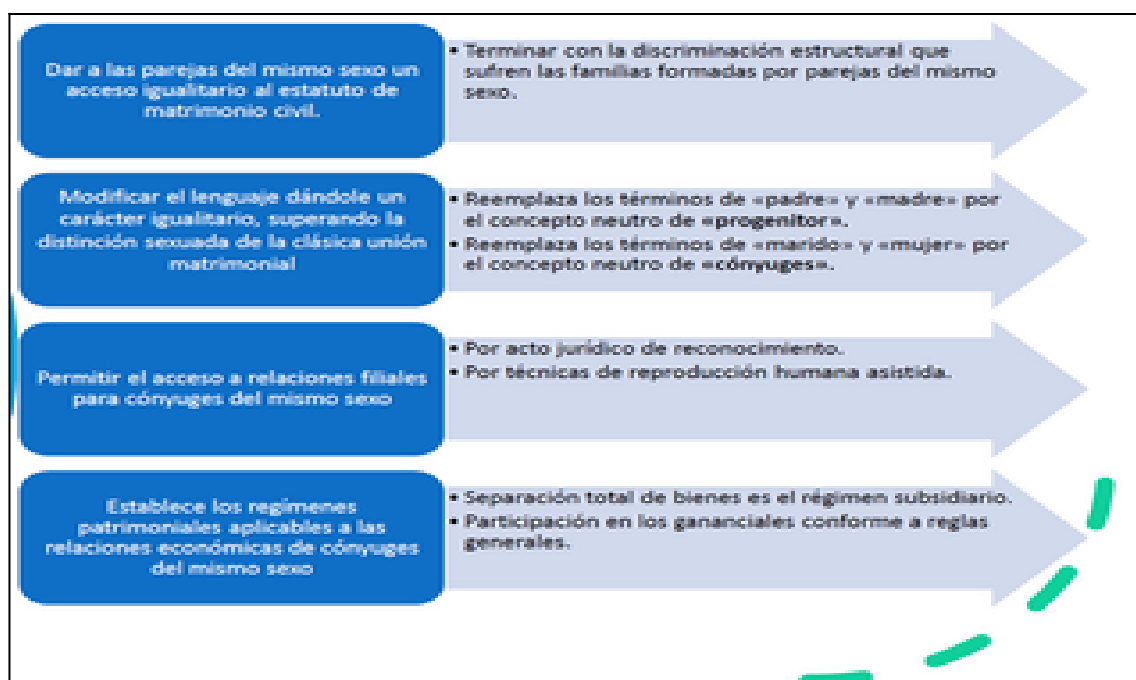 Dar a las parejas del mismo sexo un
acceso igualitario al estatuto de
matrimonio civil.
• Terminar con la discriminación estructural que
sufren las familias formadas por parejas del mismo
sexo.
Modificar el lenguaje dándole un
carácter igualitario, superando la
distinción sexuada de la clásica unión
matrimonial
• Reemplaza los términos de «padre» y «madre» por
el concepto neutro de «progenitor».
• Reemplaza los términos de «marido» y «mujer» por
el concepto neutro de «cónyuges».
Permitir el acceso a relaciones filiales
para cónyuges del mismo sexo
• Por acto jurídico de reconocimiento.
• Por técnicas de reproducción humana asistida.
Establece los regímenes
patrimoniales aplicables a las
relaciones económicas de cónyuges
del mismo sexo
• Separación total de bienes es el régimen subsidiario.
• Participación en los gananciales conforme a reglas
generales.